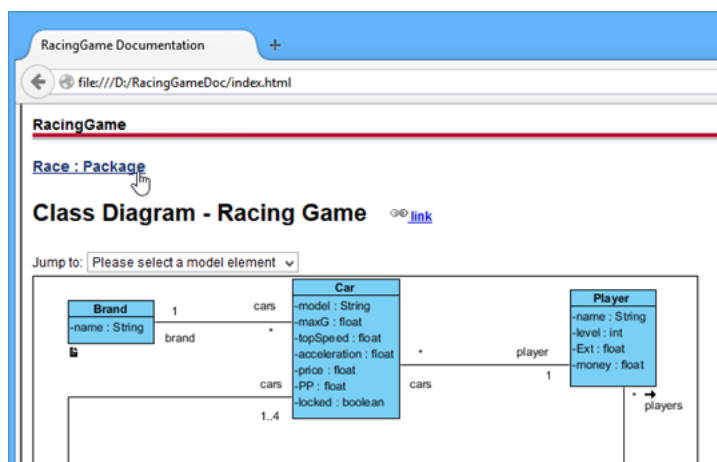 RacingGame Documentation
file:///D:/RacingGameDoc/index.html
RacingGame
Race : Package
Class Diagram - Racing Game link
Jump to: Please select a model element
Brand
-name : String
1
cars
brand
*
Car
-model : String
-maxG : float
-topSpeed : float
-acceleration : float
-price : float
-PP : float
-locked : boolean
*
player
cars
1
Player
-name : String
-level : int
-Ext : float
-money : float
cars
1..4
*
players